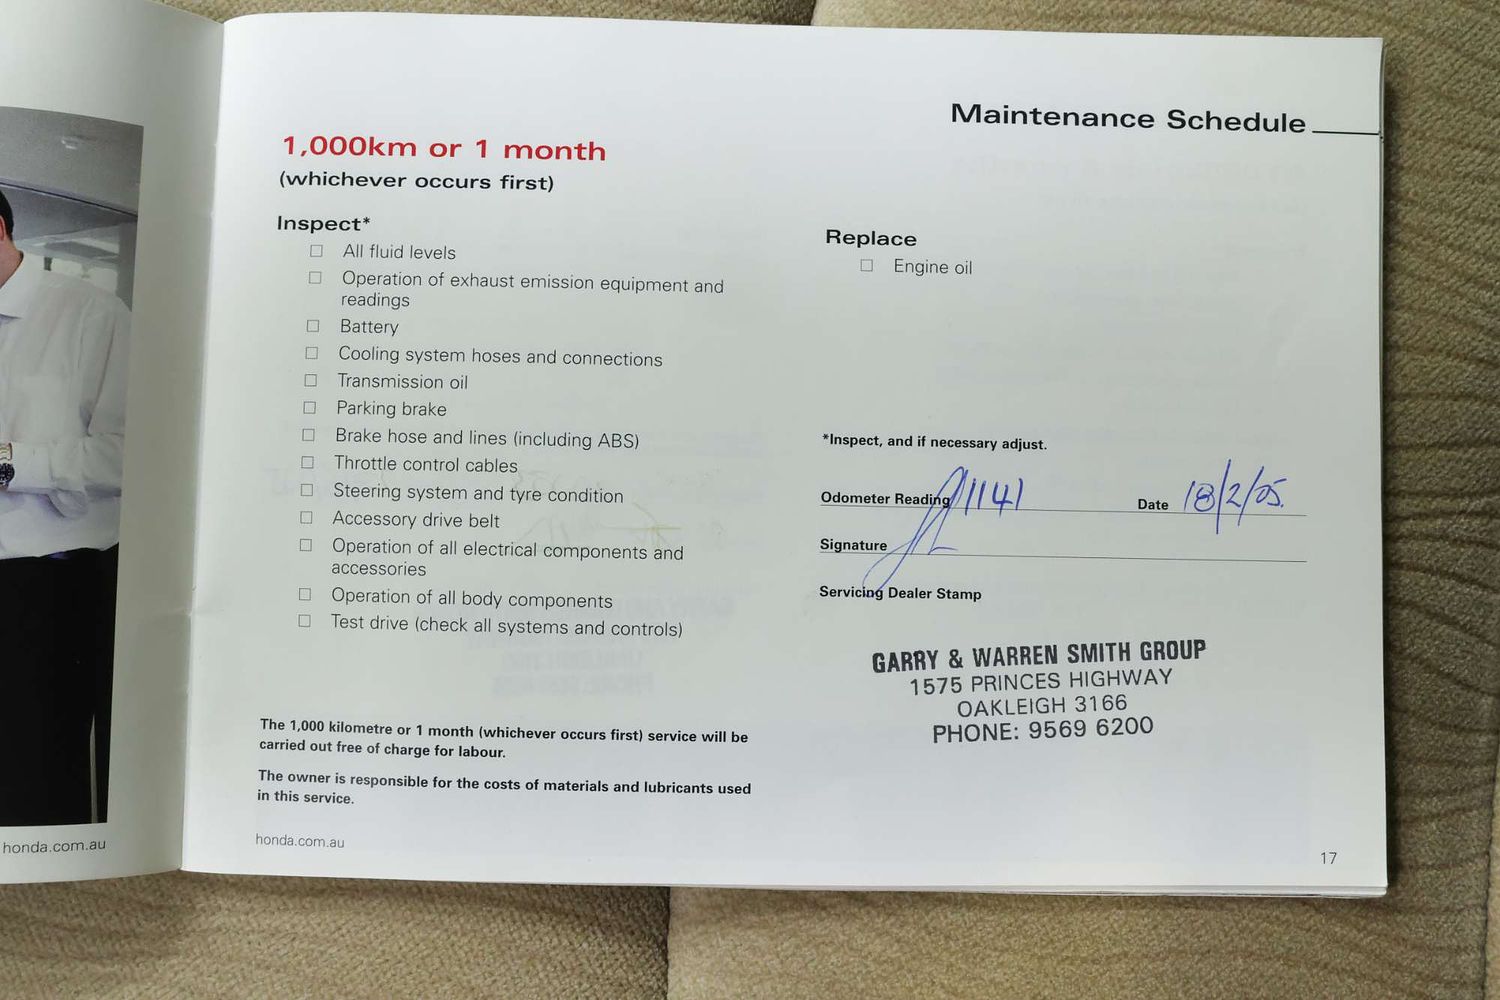 Maintenance Schedule
1,000km or 1 month
(whichever occurs first)
Inspect*
All fluid levels
Operation of exhaust emission equipment and
readings
Battery
Cooling system hoses and connections
Transmission oil
Parking brake
Brake hose and lines (including ABS)
Throttle control cables
Steering system and tyre condition
Accessory drive belt
Operation of all electrical components and
accessories
Operation of all body components
Test drive (check all systems and controls)
The 1,000 kilometre or 1 month (whichever occurs first) service will be
carried out free of charge for labour.
The owner is responsible for the costs of materials and lubricants used
in this service.
Replace
Engine oil
*Inspect, and if necessary adjust.
Odometer Reading 1141 Date 18/2/05.
Signature
Servicing Dealer Stamp
GARRY & WARREN SMITH GROUP
1575 PRINCES HIGHWAY
OAKLEIGH 3166
PHONE: 9569 6200
honda.com.au
honda.com.au
17